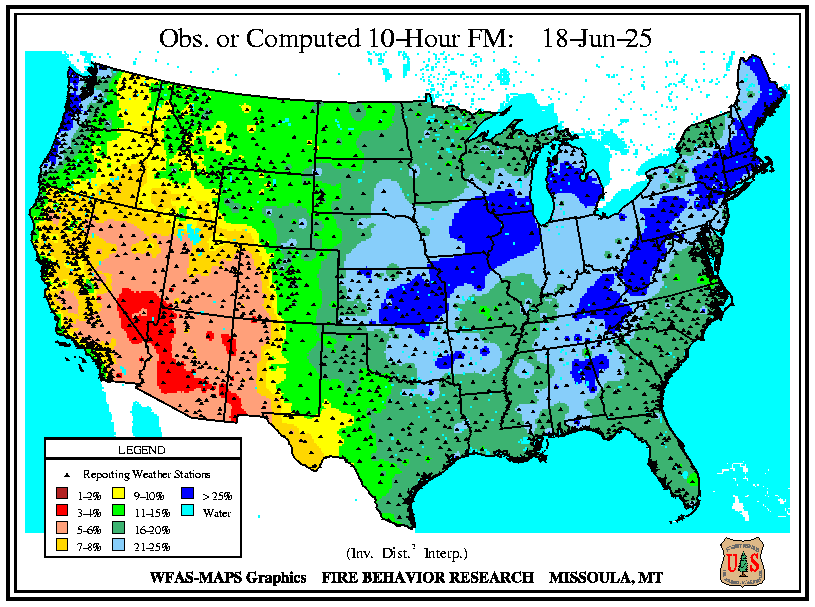 Obs. or Computed 10-Hour FM: 18-Jun-25
LEGEND
Reporting Weather Stations
1-2% 9-10% > 25%
3-4% 11-15% Water
5-6% 16-20%
7-8% 21-25%
(Inv. Dist.² Interp.)
WFAS-MAPS Graphics FIRE BEHAVIOR RESEARCH MISSOULA, MT
U S